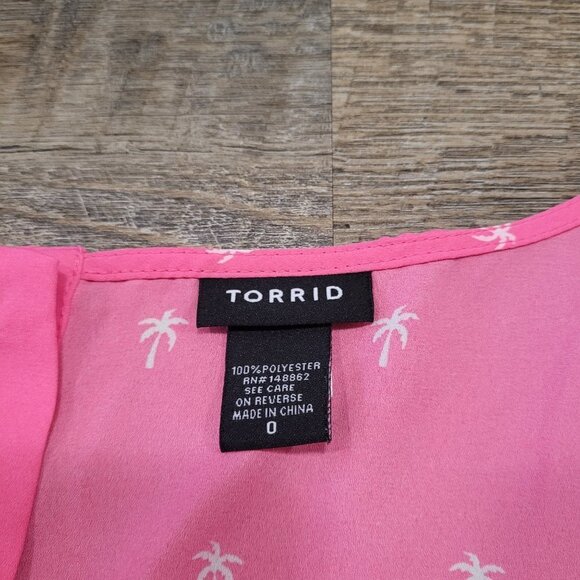 TORRID
100%POLYESTER
RN#148862
SEE CARE
ON REVERSE
MADE IN CHINA
0